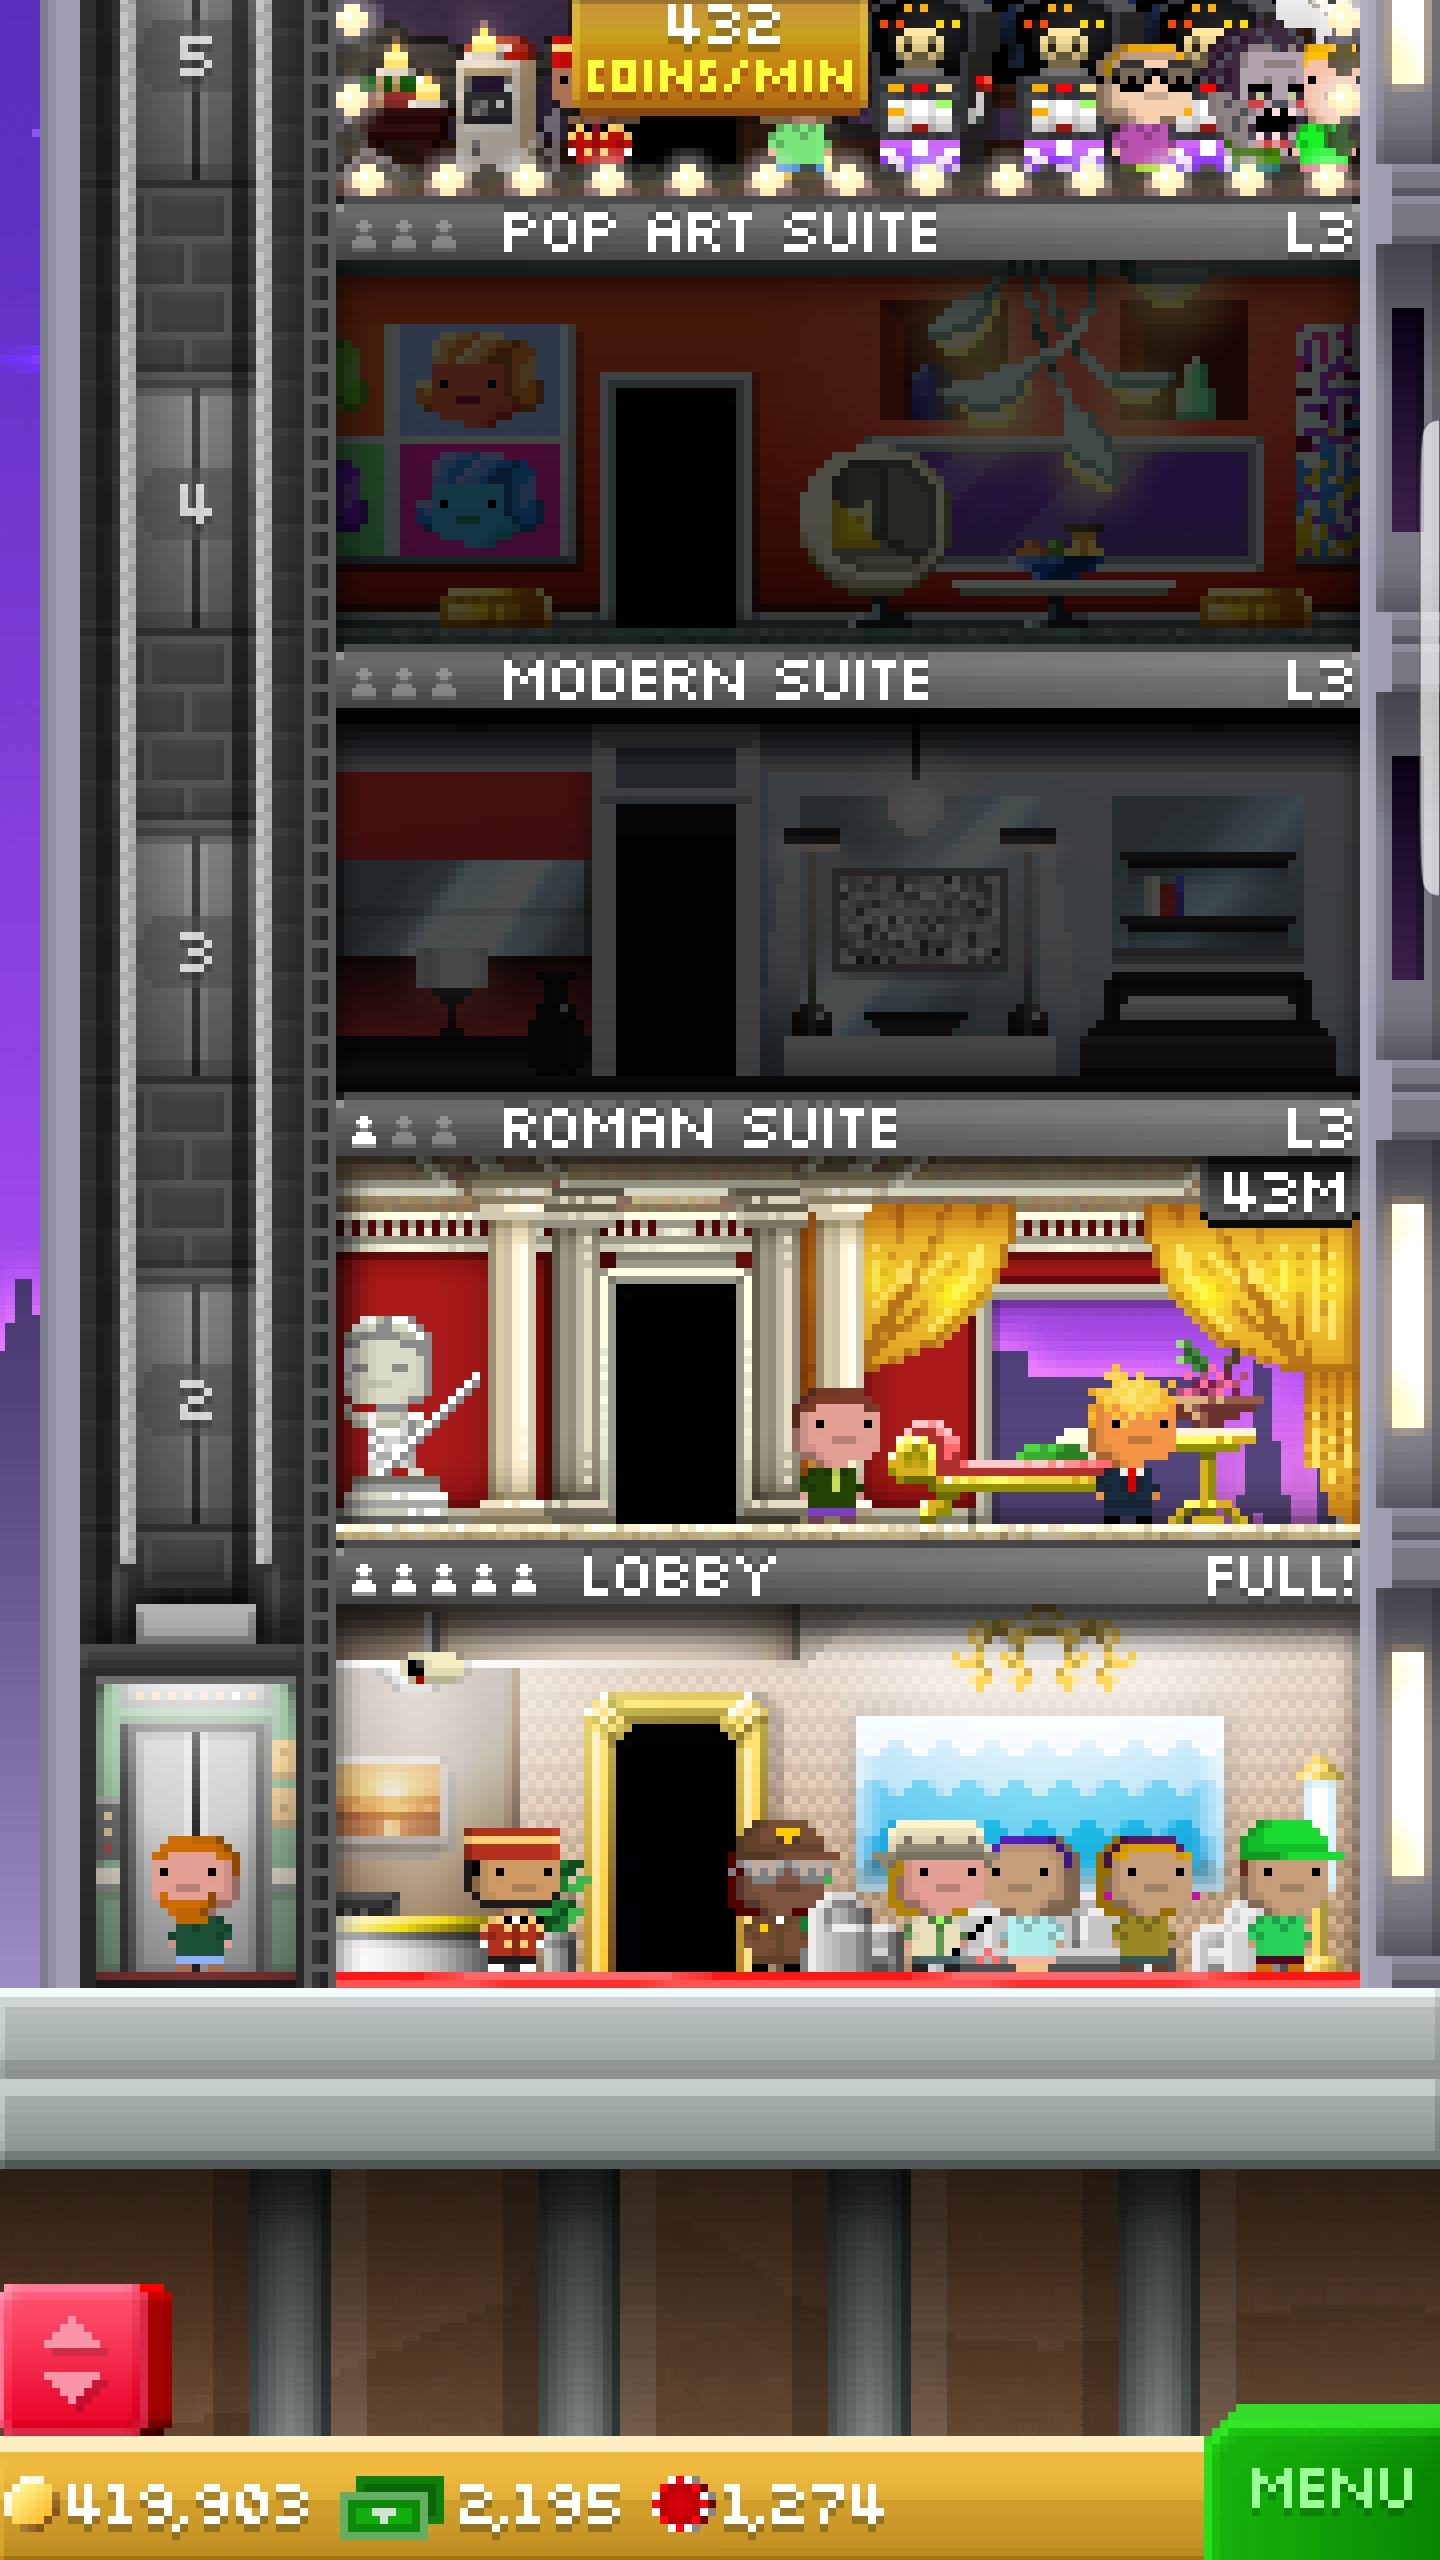 432
COINS/MIN
5
POP ART SUITE L3
4
MODERN SUITE L3
3
ROMAN SUITE L3
43M
2
LOBBY FULL!
419,903 2,195 1,274
MENU